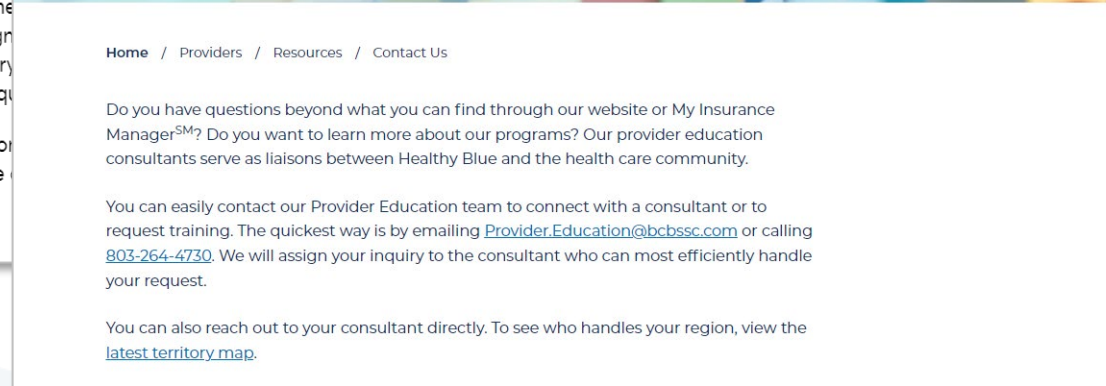 Home / Providers / Resources / Contact Us
Do you have questions beyond what you can find through our website or My Insurance
Manager℠? Do you want to learn more about our programs? Our provider education
consultants serve as liaisons between Healthy Blue and the health care community.
You can easily contact our Provider Education team to connect with a consultant or to
request training. The quickest way is by emailing Provider.Education@bcbssc.com or calling
803-264-4730. We will assign your inquiry to the consultant who can most efficiently handle
your request.
You can also reach out to your consultant directly. To see who handles your region, view the
latest territory map.